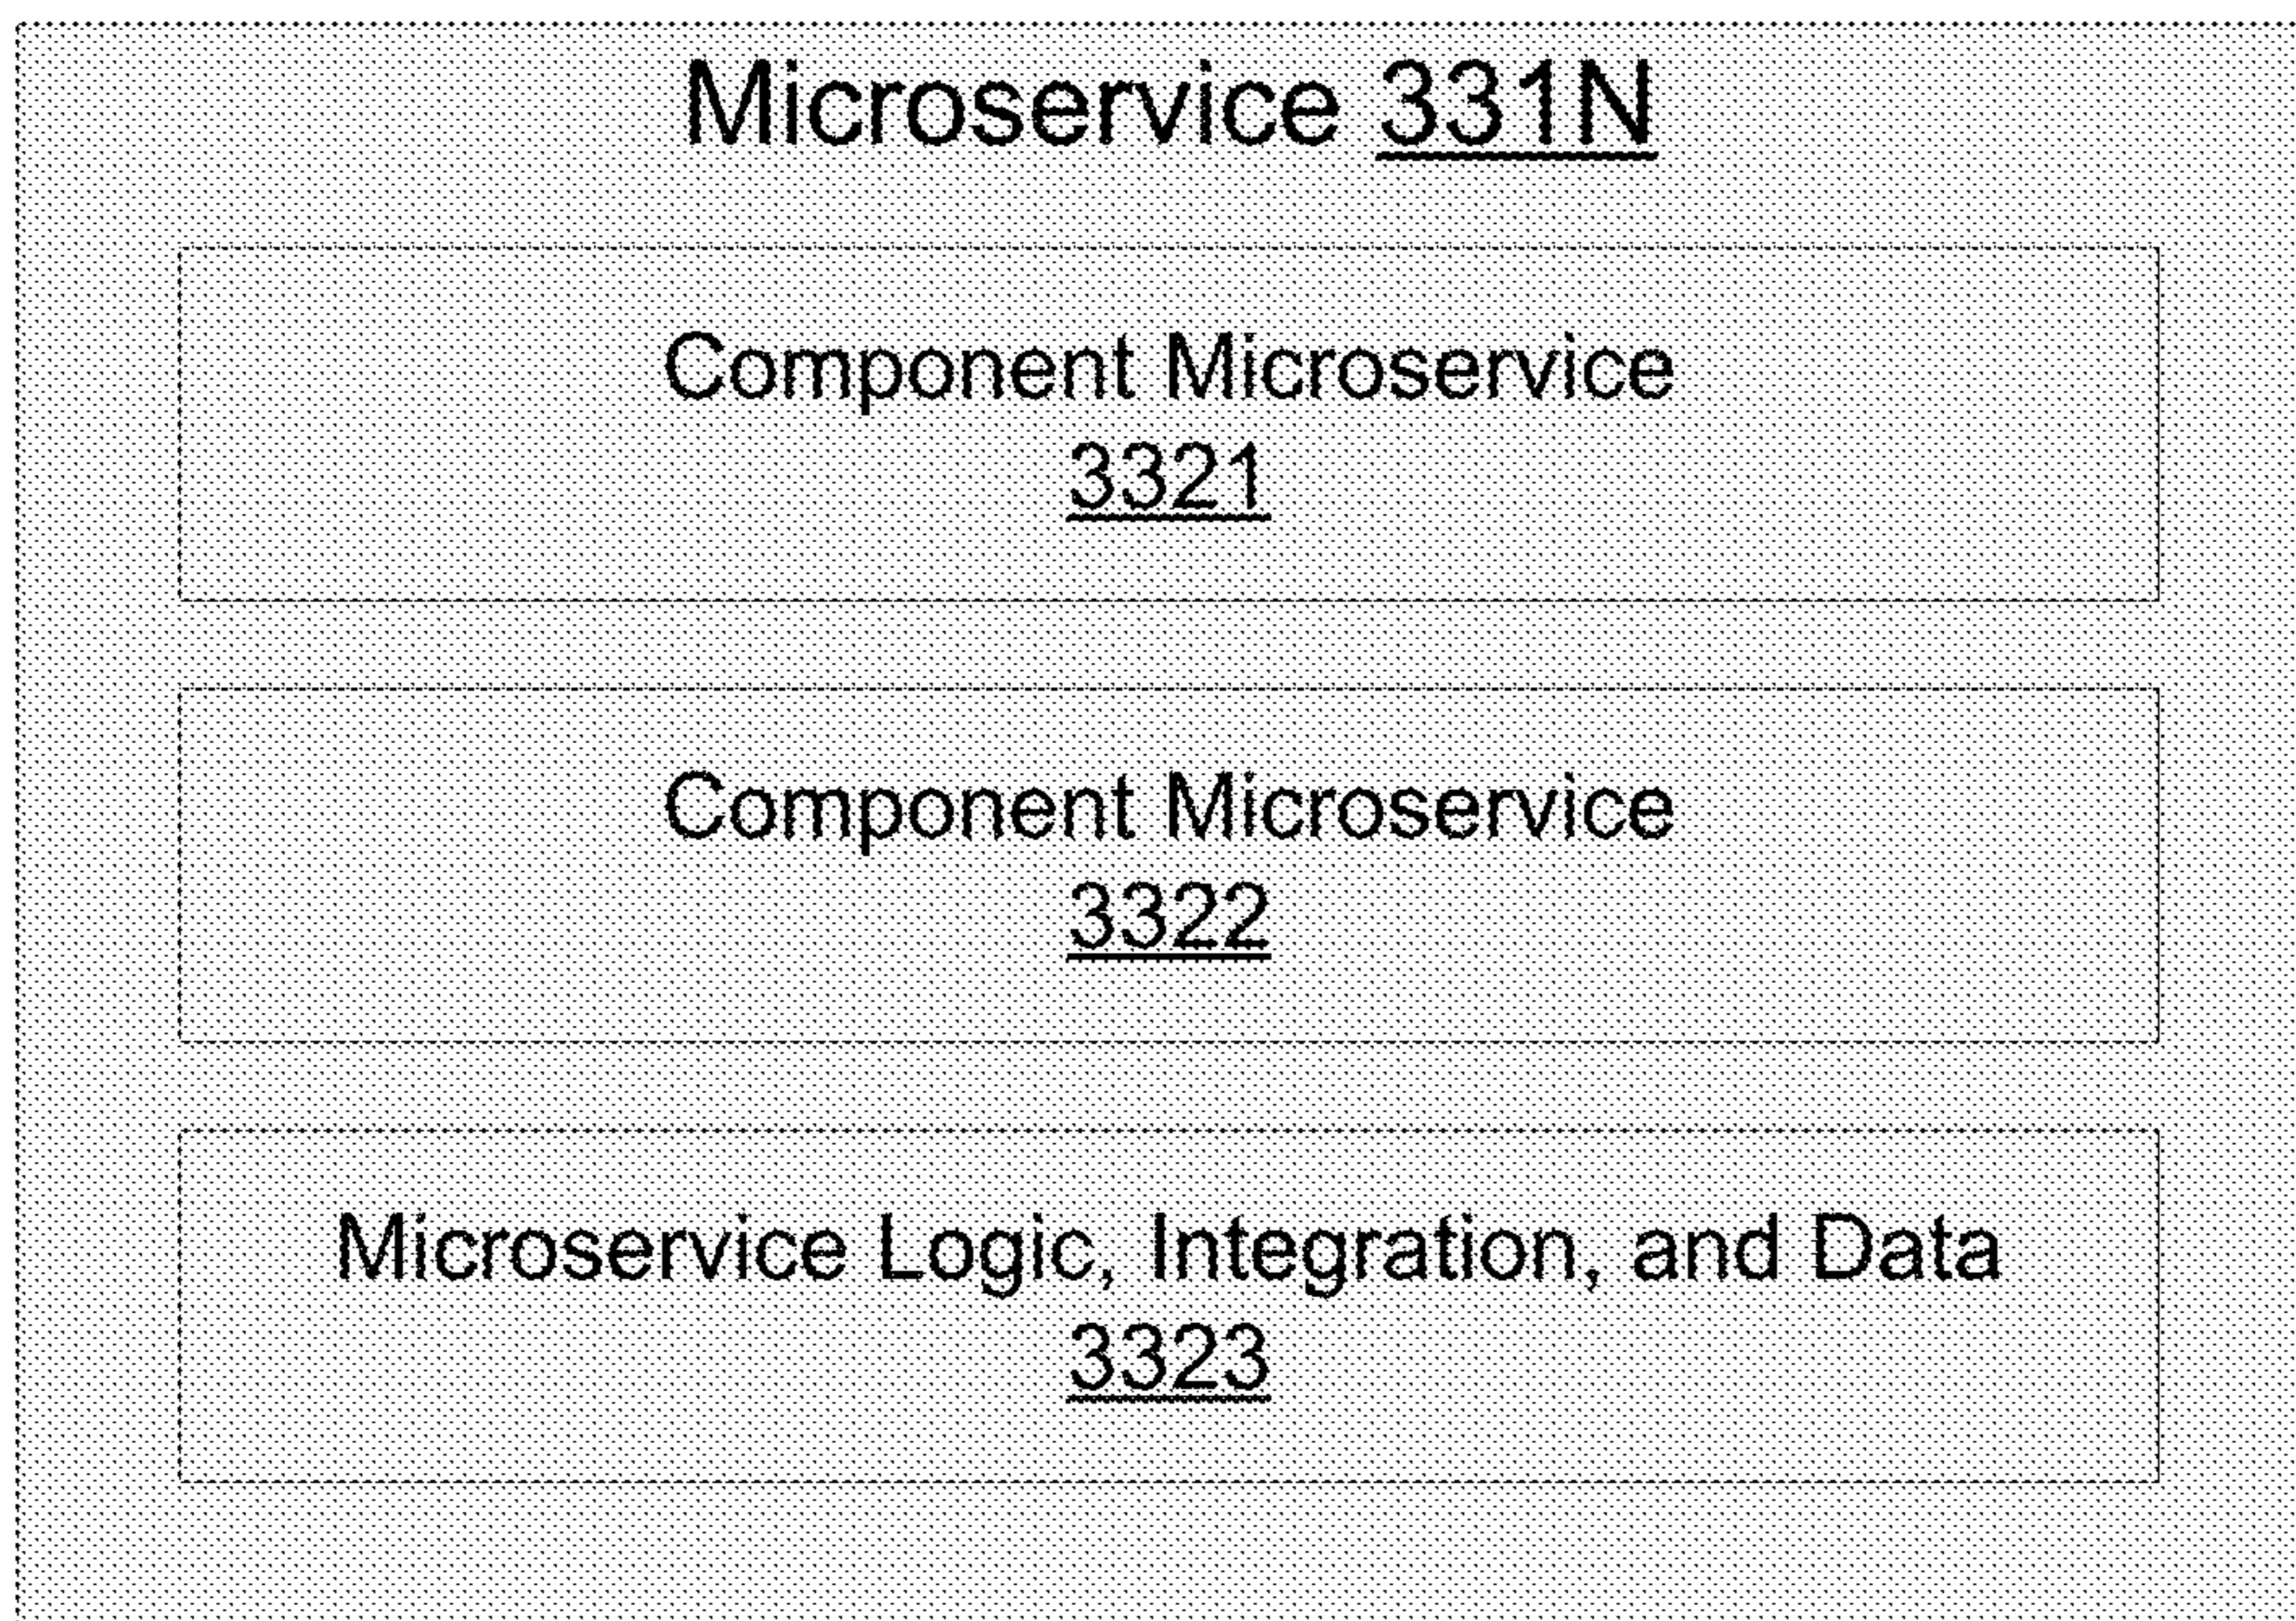 Microservice 331N
Component Microservice
3321
Component Microservice
3322
Microservice Logic, Integration, and Data
3323